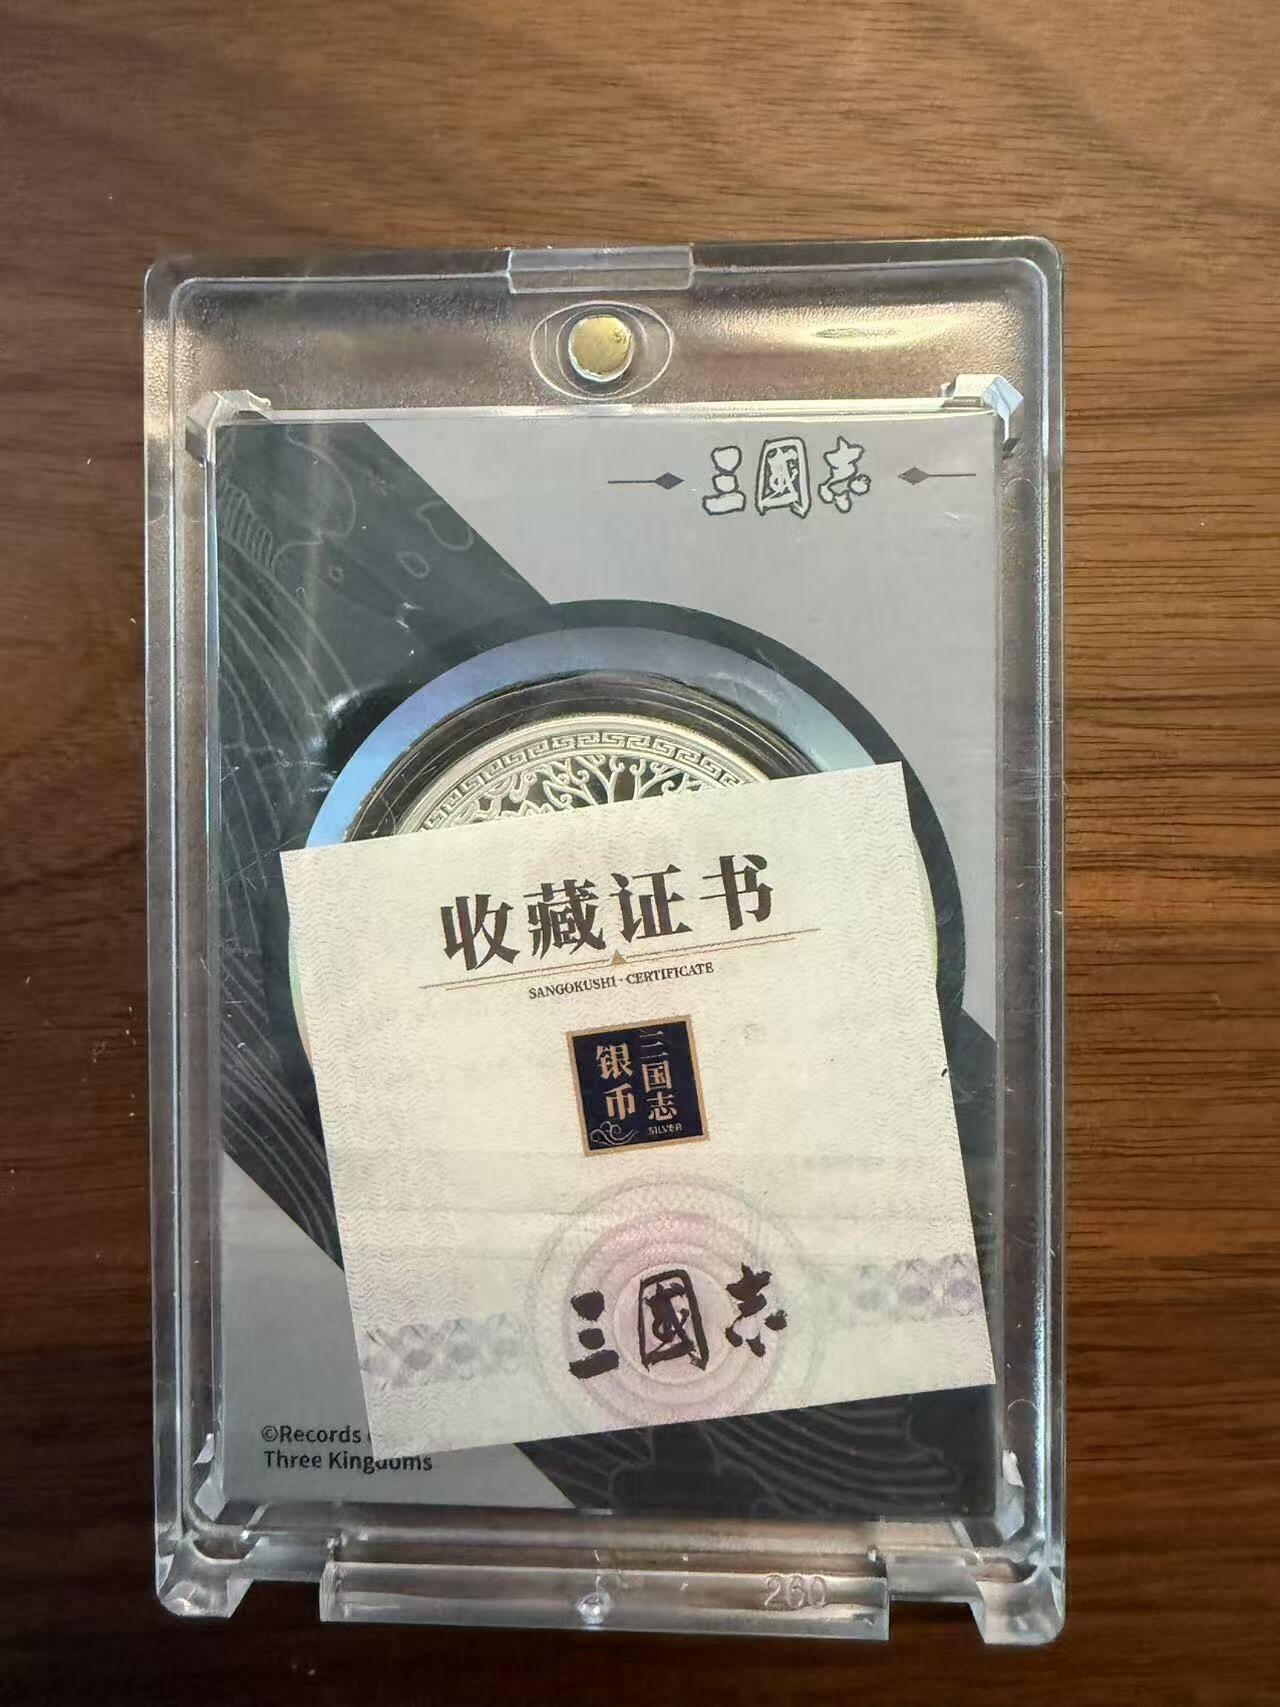 三國志
收藏证书
SANGOKUSHI · CERTIFICATE
三国志
银币
SILVER
三國志
©Records
Three Kingdoms
260